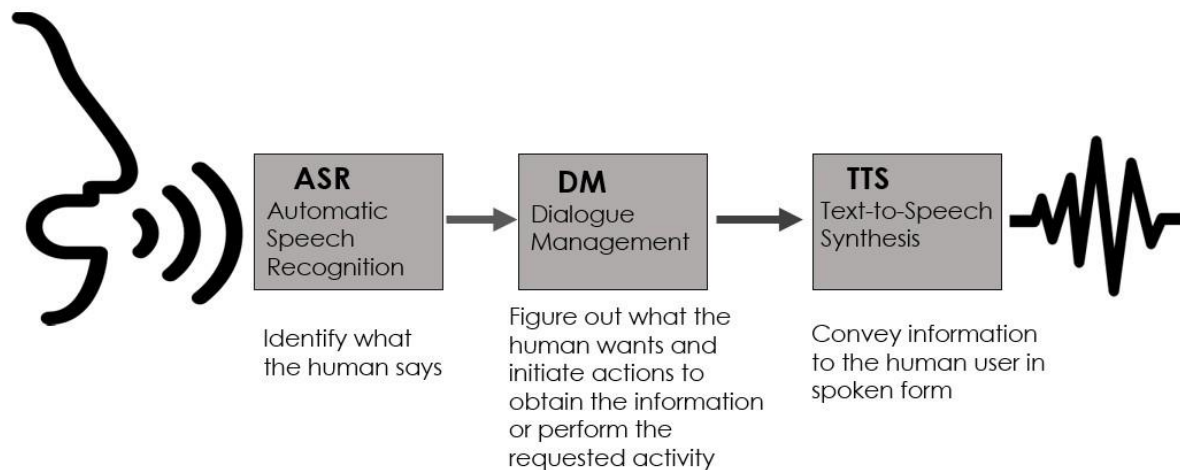 ASR
Automatic
Speech
Recognition
Identify what
the human says
DM
Dialogue
Management
Figure out what the
human wants and
initiate actions to
obtain the information
or perform the
requested activity
TTS
Text-to-Speech
Synthesis
Convey information
to the human user in
spoken form